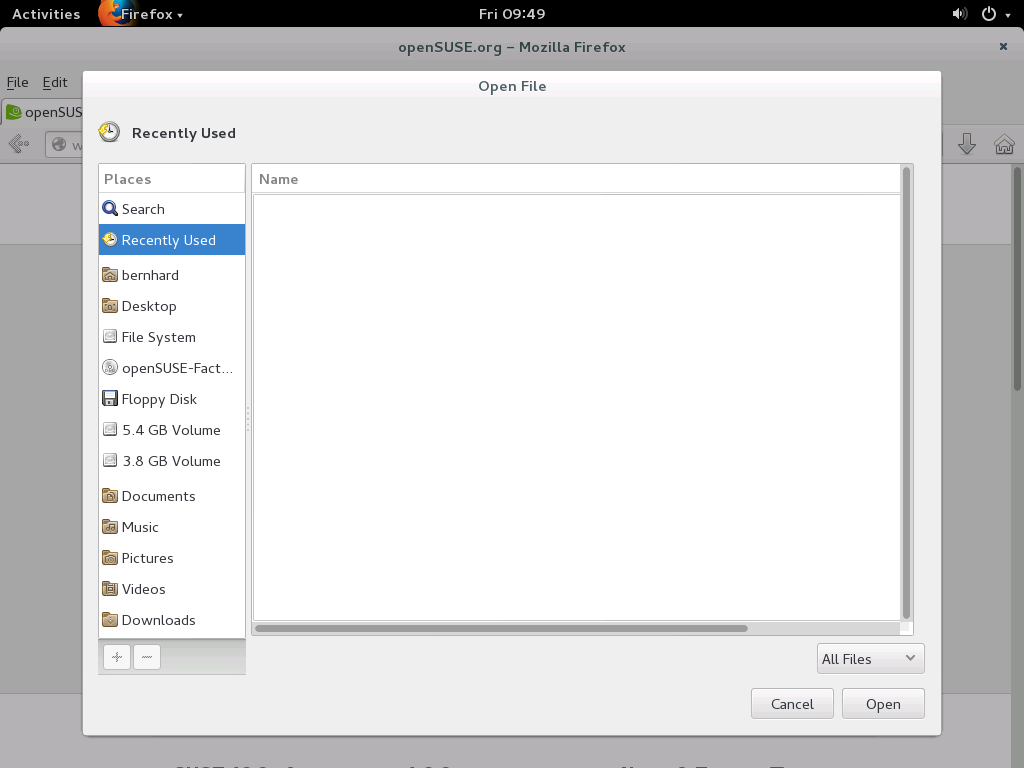 Activities Firefox Fri 09:49
openSUSE.org – Mozilla Firefox ×
File Edit
openSUS
Open File
Recently Used
Places
Name
Search
Recently Used
bernhard
Desktop
File System
openSUSE-Fact...
Floppy Disk
5.4 GB Volume
3.8 GB Volume
Documents
Music
Pictures
Videos
Downloads
All Files
Cancel Open